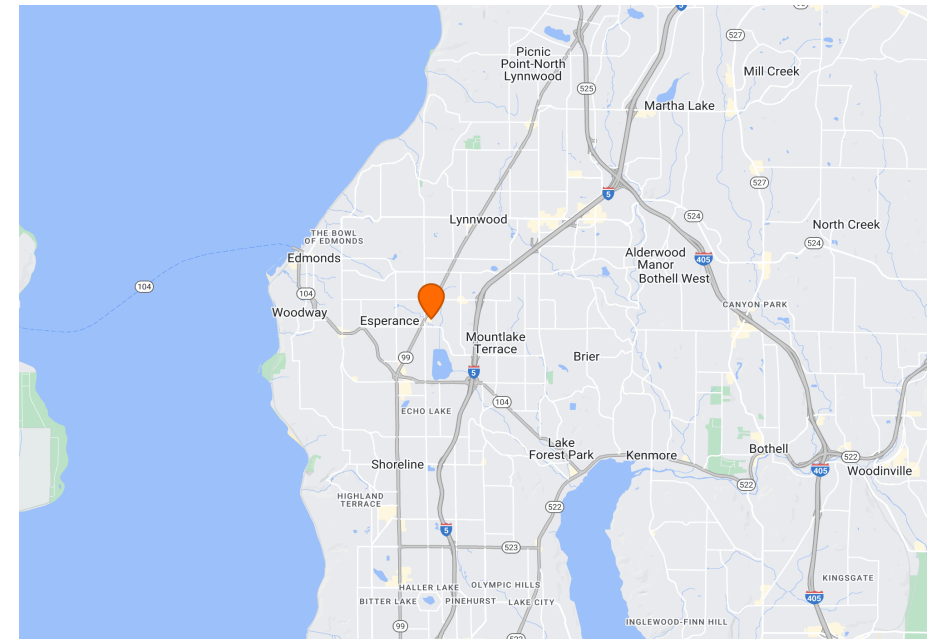 5
527
Picnic
Point-North
Lynnwood
Mill Creek
525
Martha Lake
527
5
524
Lynnwood
North Creek
THE BOWL
OF EDMONDS
524
Edmonds
Alderwood
Manor
405
Bothell West
104
104
CANYON PARK
Woodway
Esperance
Mountlake
Terrace
99
Brier
5
104
ECHO LAKE
Lake
Forest Park
Kenmore
Bothell
522
Shoreline
405
Woodinville
522
HIGHLAND
TERRACE
522
5
523
KINGSGATE
HALLER LAKE
OLYMPIC HILLS
BITTER LAKE
PINEHURST
LAKE CITY
405
99
INGLEWOOD-FINN HILL
522